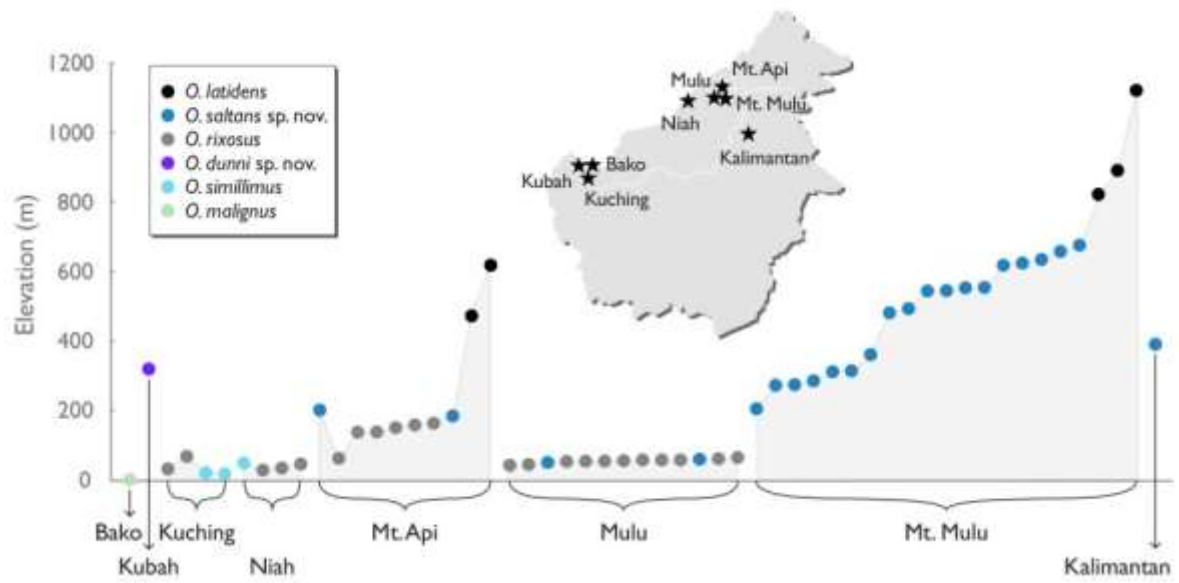 1200
1000
800
600
400
200
0
Elevation (m)
O. latidens
O. saltans sp. nov.
O. rixosus
O. dunni sp. nov.
O. simillimus
O. malignus
Mulu
Mt. Api
Mt. Mulu
Niah
Kalimantan
Bako
Kubah
Kuching
Bako
Kuching
Mt. Api
Mulu
Mt. Mulu
Kubah
Niah
Kalimantan